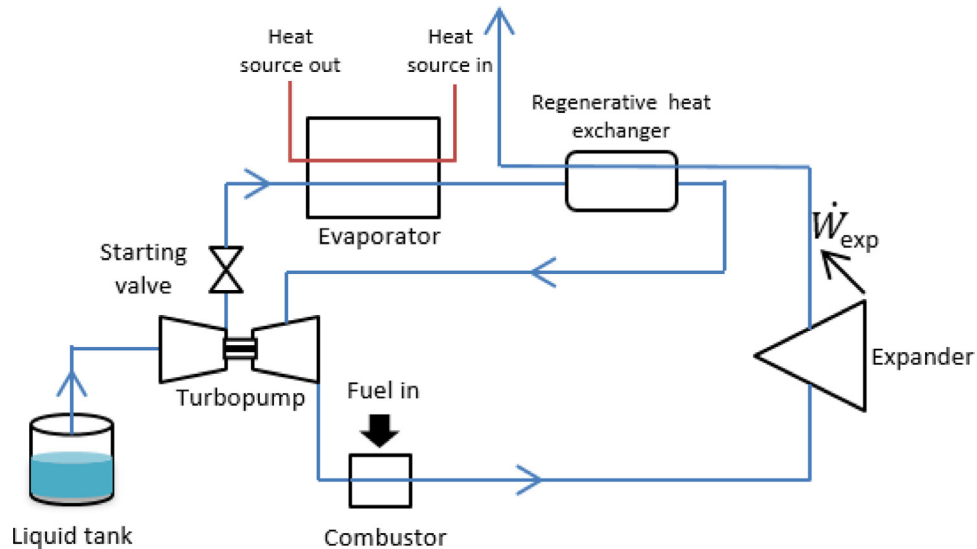 Heat
source out
Heat
source in
Regenerative heat
exchanger
Evaporator
Ẇexp
Starting
valve
Expander
Turbopump
Fuel in
Liquid tank
Combustor